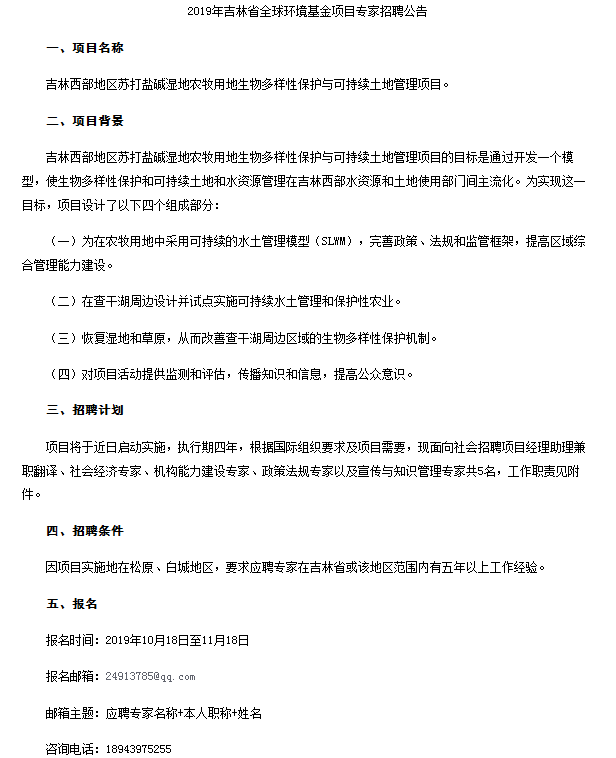 2019年吉林省全球环境基金项目专家招聘公告
一、项目名称
吉林西部地区苏打盐碱湿地农牧用地生物多样性保护与可持续土地管理项目。
二、项目背景
吉林西部地区苏打盐碱湿地农牧用地生物多样性保护与可持续土地管理项目的目标是通过开发一个模
型，使生物多样性保护和可持续土地和水资源管理在吉林西部水资源和土地使用部门间主流化。为实现这一
目标，项目设计了以下四个组成部分：
（一）为在农牧用地中采用可持续的水土管理模型（SLWM），完善政策、法规和监管框架，提高区域综
合管理能力建设。
（二）在查干湖周边设计并试点实施可持续水土管理和保护性农业。
（三）恢复湿地和草原，从而改善查干湖周边区域的生物多样性保护机制。
（四）对项目活动提供监测和评估，传播知识和信息，提高公众意识。
三、招聘计划
项目将于近日启动实施，执行期四年，根据国际组织要求及项目需要，现面向社会招聘项目经理助理兼
职翻译、社会经济专家、机构能力建设专家、政策法规专家以及宣传与知识管理专家共5名，工作职责见附
件。
四、招聘条件
因项目实施地在松原、白城地区，要求应聘专家在吉林省或该地区范围内有五年以上工作经验。
五、报名
报名时间：2019年10月18日至11月18日
报名邮箱：24913785@qq.com
邮箱主题：应聘专家名称+本人职称+姓名
咨询电话：18943975255